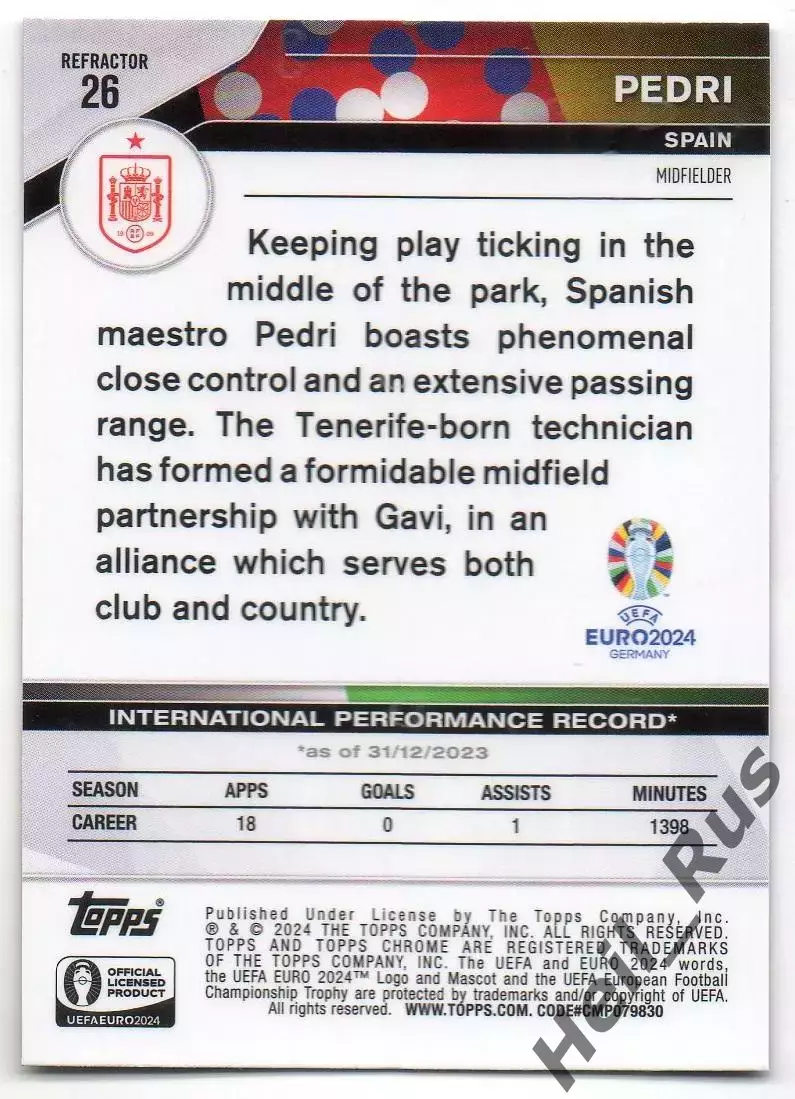 REFRACTOR
26
PEDRI
SPAIN
MIDFIELDER
Keeping play ticking in the
middle of the park, Spanish
maestro Pedri boasts phenomenal
close control and an extensive passing
range. The Tenerife-born technician
has formed a formidable midfield
partnership with Gavi, in an
alliance which serves both
club and country.
UEFA
EURO2024
GERMANY
INTERNATIONAL PERFORMANCE RECORD*
*as of 31/12/2023
SEASON APPS GOALS ASSISTS MINUTES
CAREER 18 0 1 1398
topps®
OFFICIAL
LICENSED
PRODUCT
UEFA EURO2024
Published Under License by The Topps Company, Inc.
® & © 2024 THE TOPPS COMPANY, INC. ALL RIGHTS RESERVED.
TOPPS AND TOPPS CHROME ARE REGISTERED TRADEMARKS
OF THE TOPPS COMPANY, INC. The UEFA and EURO 2024 words,
the UEFA EURO 2024™ Logo and Mascot and the UEFA European Football
Championship Trophy are protected by trademarks and/or copyright of UEFA.
All rights reserved. WWW.TOPPS.COM. CODE#CMP079830
Heil_Rus